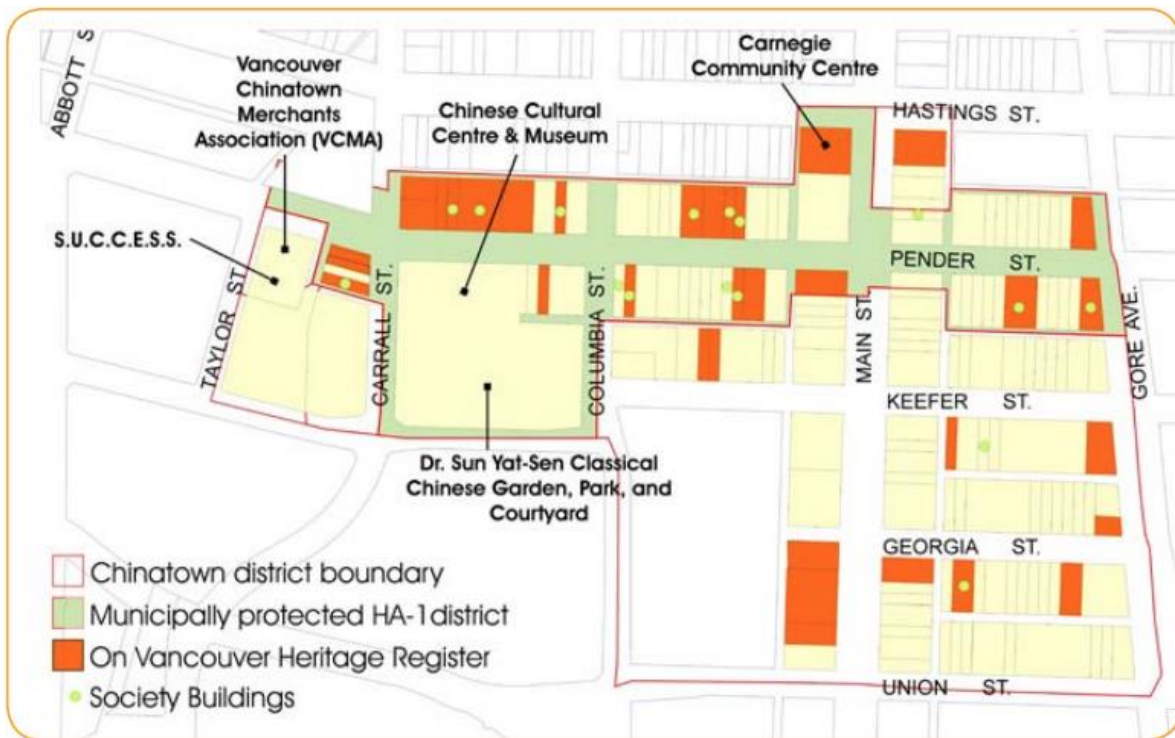 ABBOTT S
Vancouver
Chinatown
Merchants
Association (VCMA)
Chinese Cultural
Centre & Museum
Carnegie
Community Centre
HASTINGS ST.
S.U.C.C.E.S.S.
PENDER ST.
TAYLOR ST.
CARRALL ST.
COLUMBIA ST.
MAIN ST.
GORE AVE.
KEEFER ST.
Dr. Sun Yat-Sen Classical
Chinese Garden, Park, and
Courtyard
GEORGIA ST.
UNION ST.
Chinatown district boundary
Municipally protected HA-1district
On Vancouver Heritage Register
Society Buildings